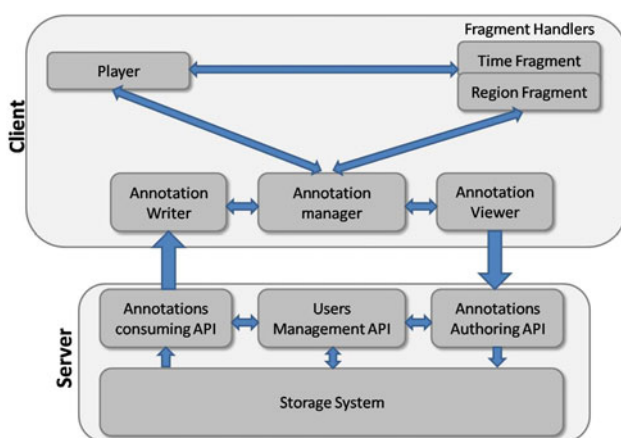 Fragment Handlers
Player
Time Fragment
Region Fragment
Client
Annotation
Writer
Annotation
manager
Annotation
Viewer
Annotations
consuming API
Users
Management API
Annotations
Authoring API
Server
Storage System